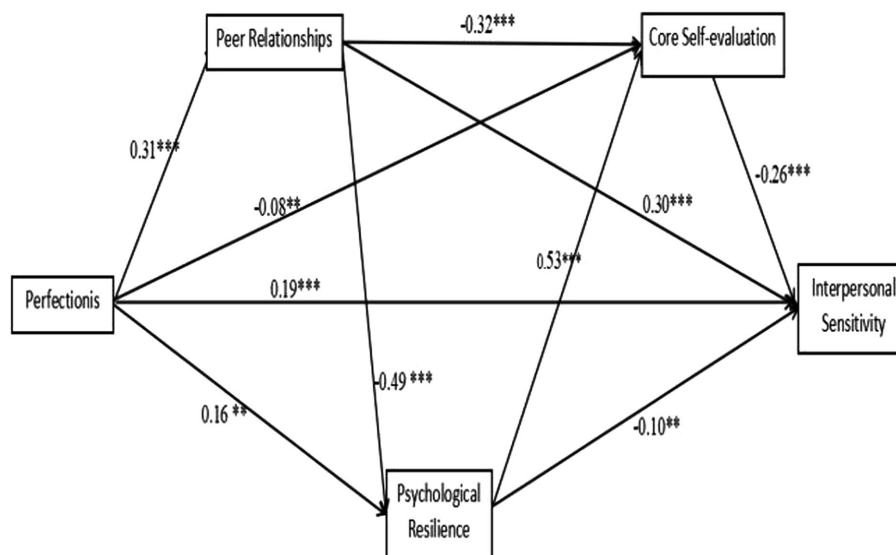 Peer Relationships
-0.32***
Core Self-evaluation
0.31***
-0.26***
-0.08**
0.30***
0.53***
Perfectionis
0.19***
Interpersonal
Sensitivity
-0.49 ***
0.16 **
-0.10**
Psychological
Resilience